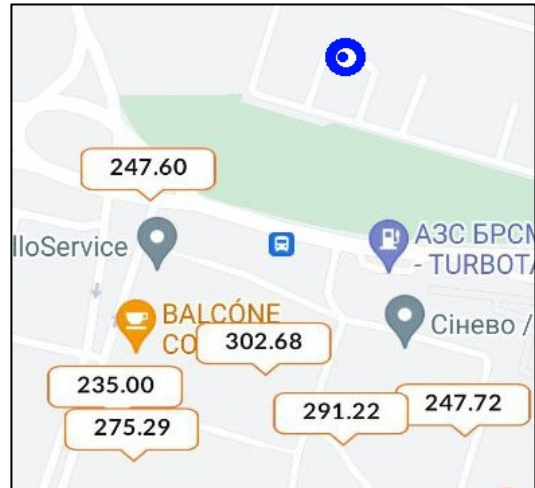 247.60
lloService
АЗС БРСМ
- TURBOTA
BALCÓNE
CO
302.68
Сінево /
235.00
275.29
291.22
247.72